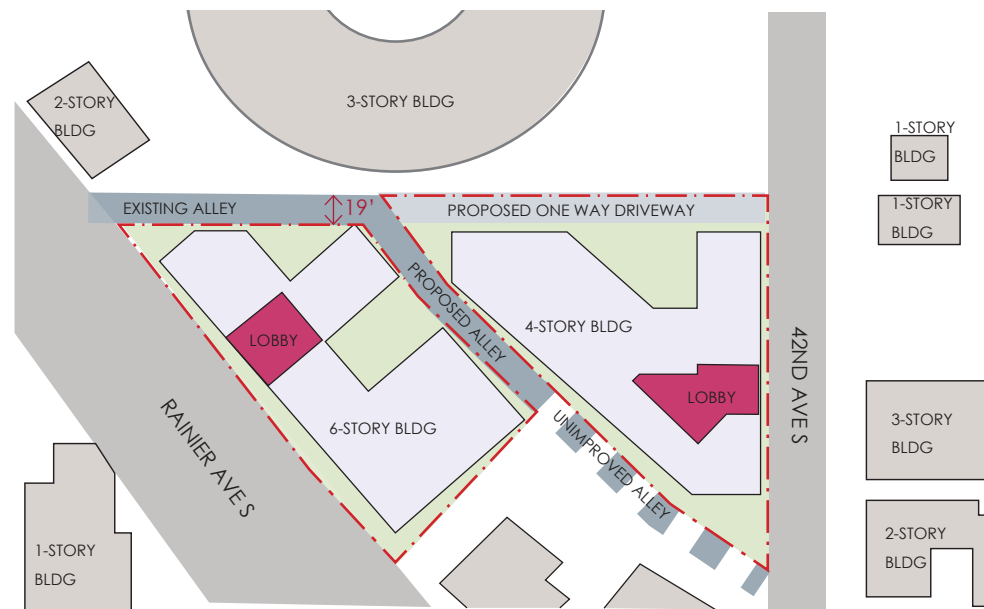 2-STORY
BLDG
3-STORY BLDG
1-STORY
BLDG
1-STORY
BLDG
EXISTING ALLEY
19'
PROPOSED ONE WAY DRIVEWAY
PROPOSED ALLEY
4-STORY BLDG
LOBBY
LOBBY
42ND AVE S
6-STORY BLDG
RAINIER AVE S
UNIMPROVED ALLEY
3-STORY
BLDG
1-STORY
BLDG
2-STORY
BLDG